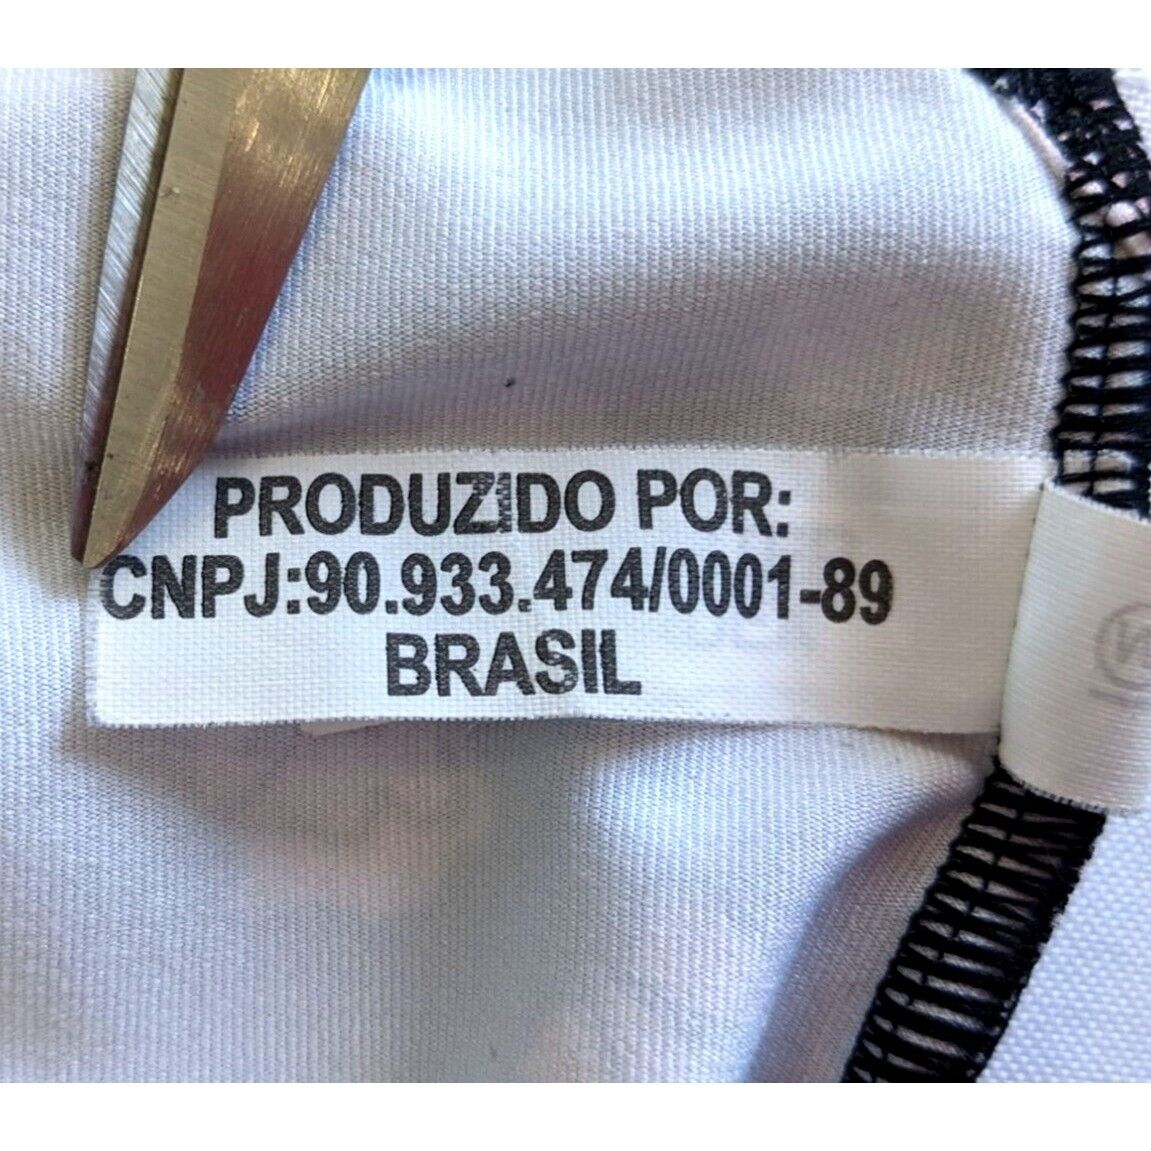 PRODUZIDO POR:
CNPJ:90.933.474/0001-89
BRASIL